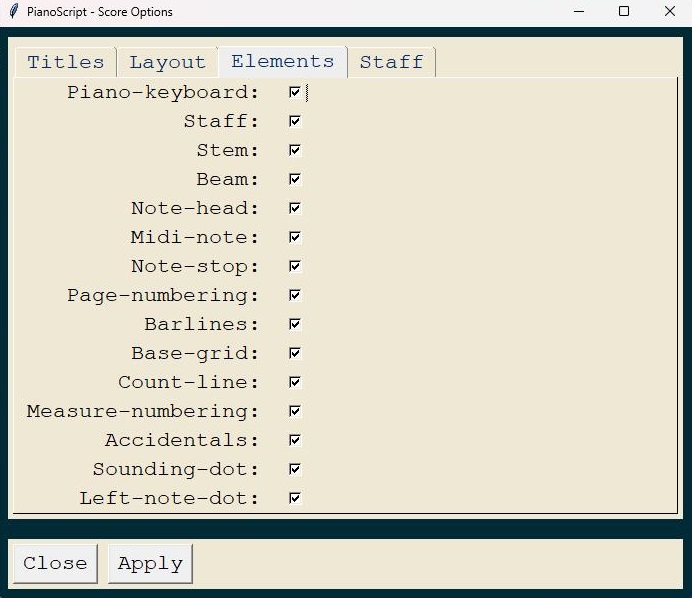 PianoScript - Score Options
Titles Layout Elements Staff
Piano-keyboard:
Staff:
Stem:
Beam:
Note-head:
Midi-note:
Note-stop:
Page-numbering:
Barlines:
Base-grid:
Count-line:
Measure-numbering:
Accidentals:
Sounding-dot:
Left-note-dot:
Close Apply